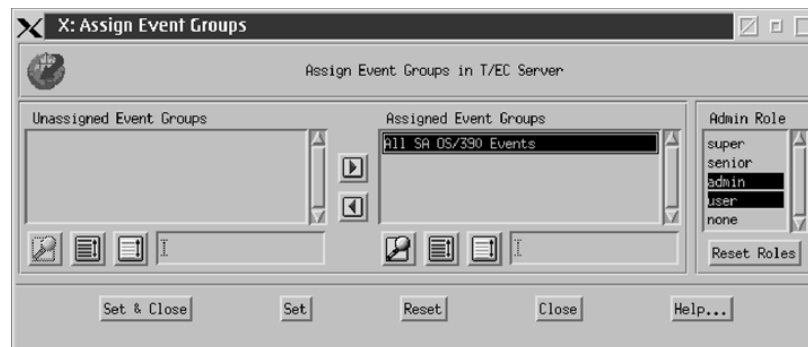 X: Assign Event Groups
Assign Event Groups in T/EC Server
Unassigned Event Groups
Assigned Event Groups
All SA OS/390 Events
Admin Role
super
senior
admin
user
none
Reset Roles
Set & Close
Set
Reset
Close
Help...